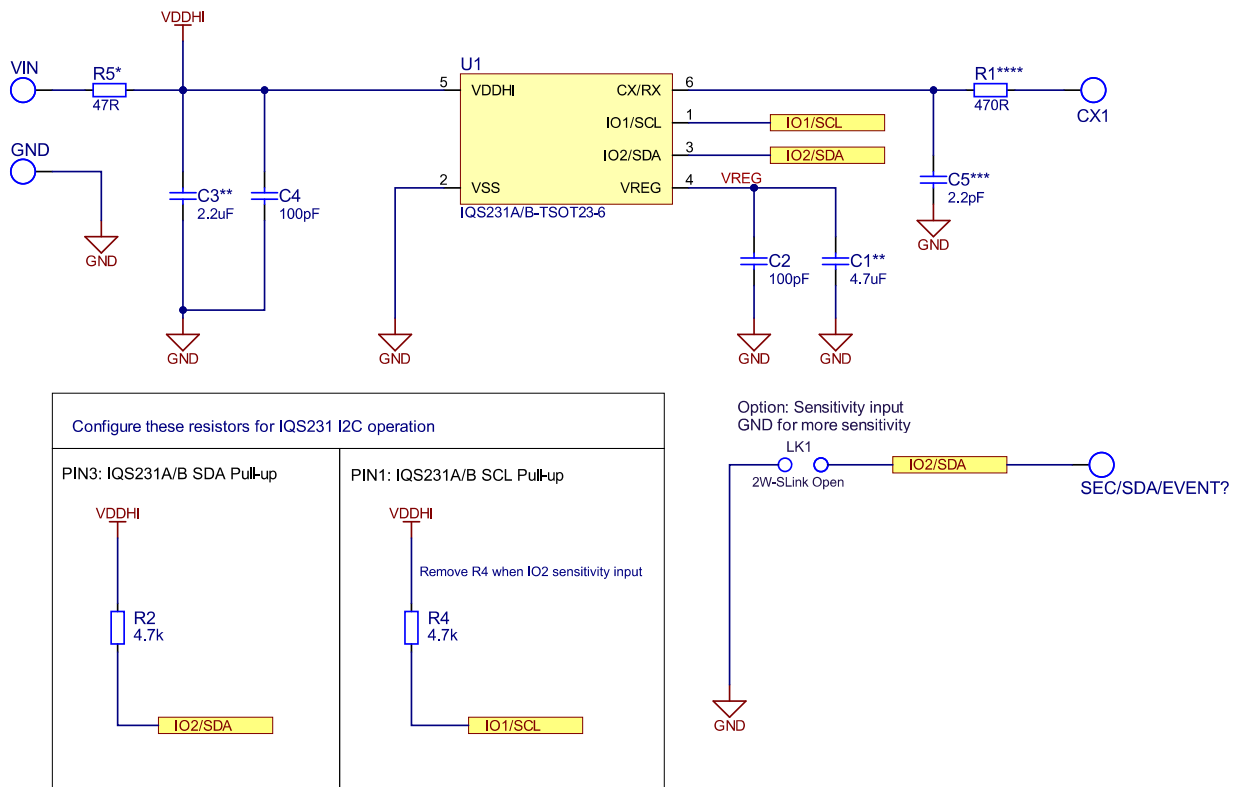 VDDHI
VIN
R5*
47R
GND
GND
C3**
2.2uF
C4
100pF
GND
U1
5
VDDHI
CX/RX
6
IO1/SCL
1
IO1/SCL
IO2/SDA
3
IO2/SDA
2
VSS
VREG
4
VREG
IQS231A/B-TSOT23-6
GND
C2
100pF
GND
C1**
4.7uF
GND
R1****
470R
CX1
C5***
2.2pF
GND
Configure these resistors for IQS231 I2C operation
PIN3: IQS231A/B SDA Pull-up
VDDHI
R2
4.7k
IO2/SDA
PIN1: IQS231A/B SCL Pull-up
VDDHI
Remove R4 when IO2 sensitivity input
R4
4.7k
IO1/SCL
Option: Sensitivity input
GND for more sensitivity
LK1
2W-SLink Open
IO2/SDA
SEC/SDA/EVENT?
GND